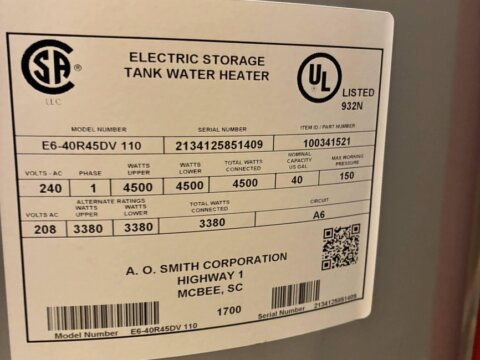 CSA ®
LLC
ELECTRIC STORAGE
TANK WATER HEATER
UL
LISTED
932N
MODEL NUMBER SERIAL NUMBER ITEM ID / PART NUMBER
E6-40R45DV 110 2134125851409 100341521
VOLTS - AC PHASE WATTS UPPER WATTS LOWER TOTAL WATTS CONNECTED NOMINAL CAPACITY US GAL. MAX WORKING PRESSURE
240 1 4500 4500 4500 40 150
VOLTS AC ALTERNATE RATINGS WATTS UPPER WATTS LOWER TOTAL WATTS CONNECTED CIRCUIT
208 3380 3380 3380 A6
A. O. SMITH CORPORATION
HIGHWAY 1
MCBEE, SC
1700
Model Number E6-40R45DV 110
Serial Number 2134125851409